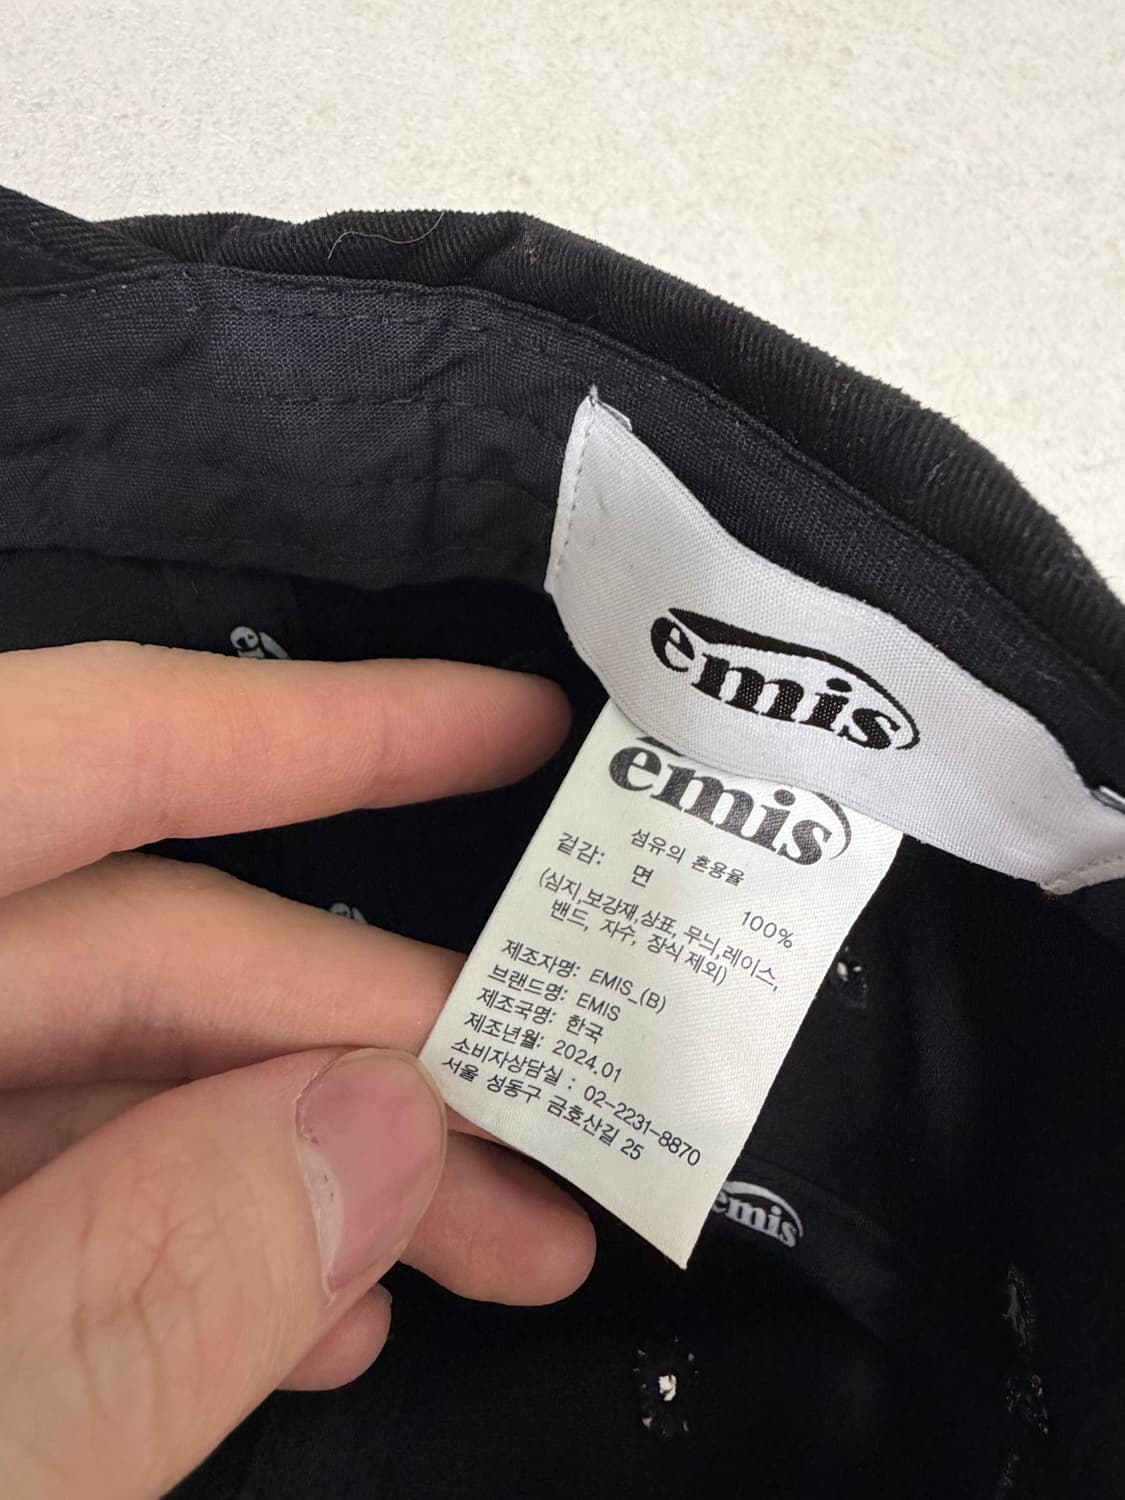 emis
emis
섬유의 혼용율
겉감: 면 100%
(심지,보강재,상표, 무늬,레이스,
밴드, 자수, 장식 제외)
제조자명: EMIS_(B)
브랜드명: EMIS
제조국명: 한국
제조년월: 2024.01
소비자상담실 : 02-2231-8870
서울 성동구 금호산길 25
emis